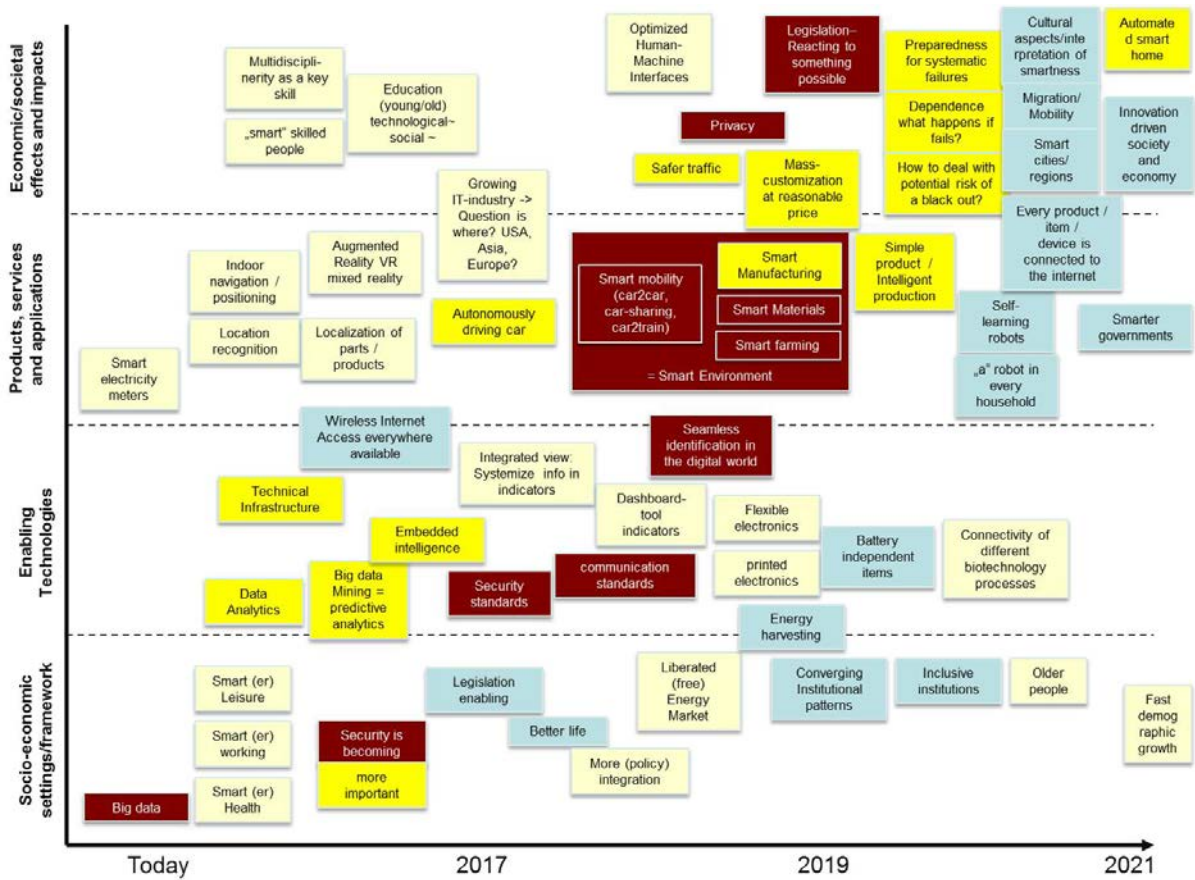 Economic/societal
effects and impacts
Multidiscipli-
nerity as a key
skill
„smart" skilled
people
Education
(young/old)
technological~
social ~
Optimized
Human-
Machine
Interfaces
Legislation–
Reacting to
something
possible
Privacy
Safer traffic
Mass-
customization
at reasonable
price
Preparedness
for systematic
failures
Dependence
what happens if
fails?
How to deal with
potential risk of
a black out?
Cultural
aspects/inte
rpretation of
smartness
Migration/
Mobility
Smart
cities/
regions
Automate
d smart
home
Innovation
driven
society
and
economy
Products, services
and applications
Growing
IT-industry ->
Question is
where? USA,
Asia,
Europe?
Indoor
navigation /
positioning
Augmented
Reality VR
mixed reality
Location
recognition
Localization of
parts /
products
Smart
electricity
meters
Autonomously
driving car
Smart mobility
(car2car,
car-sharing,
car2train)
Smart
Manufacturing
Smart Materials
Smart farming
= Smart Environment
Simple
product /
Intelligent
production
Every product /
item /
device is
connected to
the internet
Self-
learning
robots
„a" robot in
every
household
Smarter
governments
Enabling
Technologies
Wireless Internet
Access everywhere
available
Technical
Infrastructure
Data
Analytics
Big data
Mining =
predictive
analytics
Embedded
intelligence
Integrated view:
Systemize info in
indicators
Security
standards
communication
standards
Dashboard-
tool
indicators
Seamless
identification in
the digital world
Flexible
electronics
printed
electronics
Battery
independent
items
Connectivity of
different
biotechnology
processes
Energy
harvesting
Socio-economic
settings/framework
Smart (er)
Leisure
Smart (er)
working
Smart (er)
Health
Big data
Legislation
enabling
Security is
becoming
more
important
Better life
More (policy)
integration
Liberated
(free)
Energy
Market
Converging
Institutional
patterns
Inclusive
institutions
Older
people
Fast
demog
raphic
growth
Today
2017
2019
2021